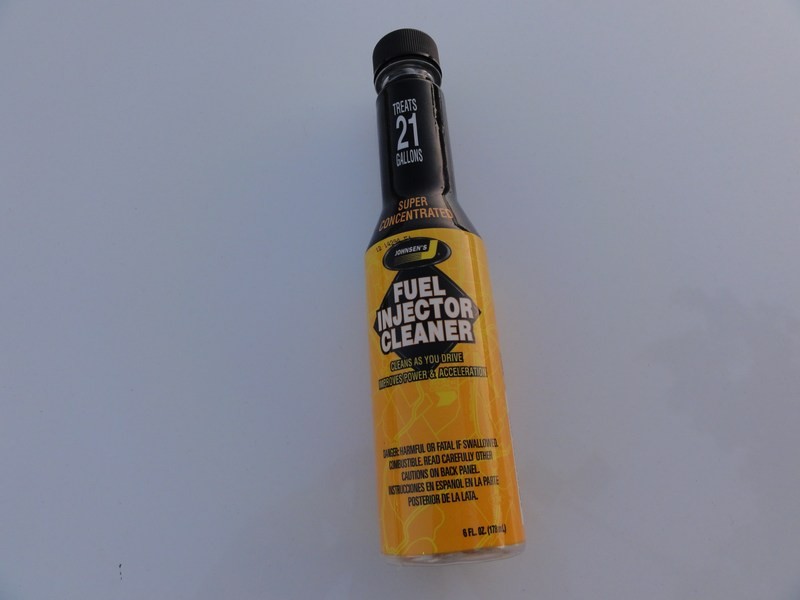 TREATS
21
GALLONS
SUPER
CONCENTRATED
JOHNSEN'S
FUEL
INJECTOR
CLEANER
CLEANS AS YOU DRIVE
IMPROVES POWER & ACCELERATION
DANGER: HARMFUL OR FATAL IF SWALLOWED.
COMBUSTIBLE. READ CAREFULLY OTHER
CAUTIONS ON BACK PANEL.
INSTRUCCIONES EN ESPANOL EN LA PARTE
POSTERIOR DE LA LATA.
6 FL. OZ. (178 mL)